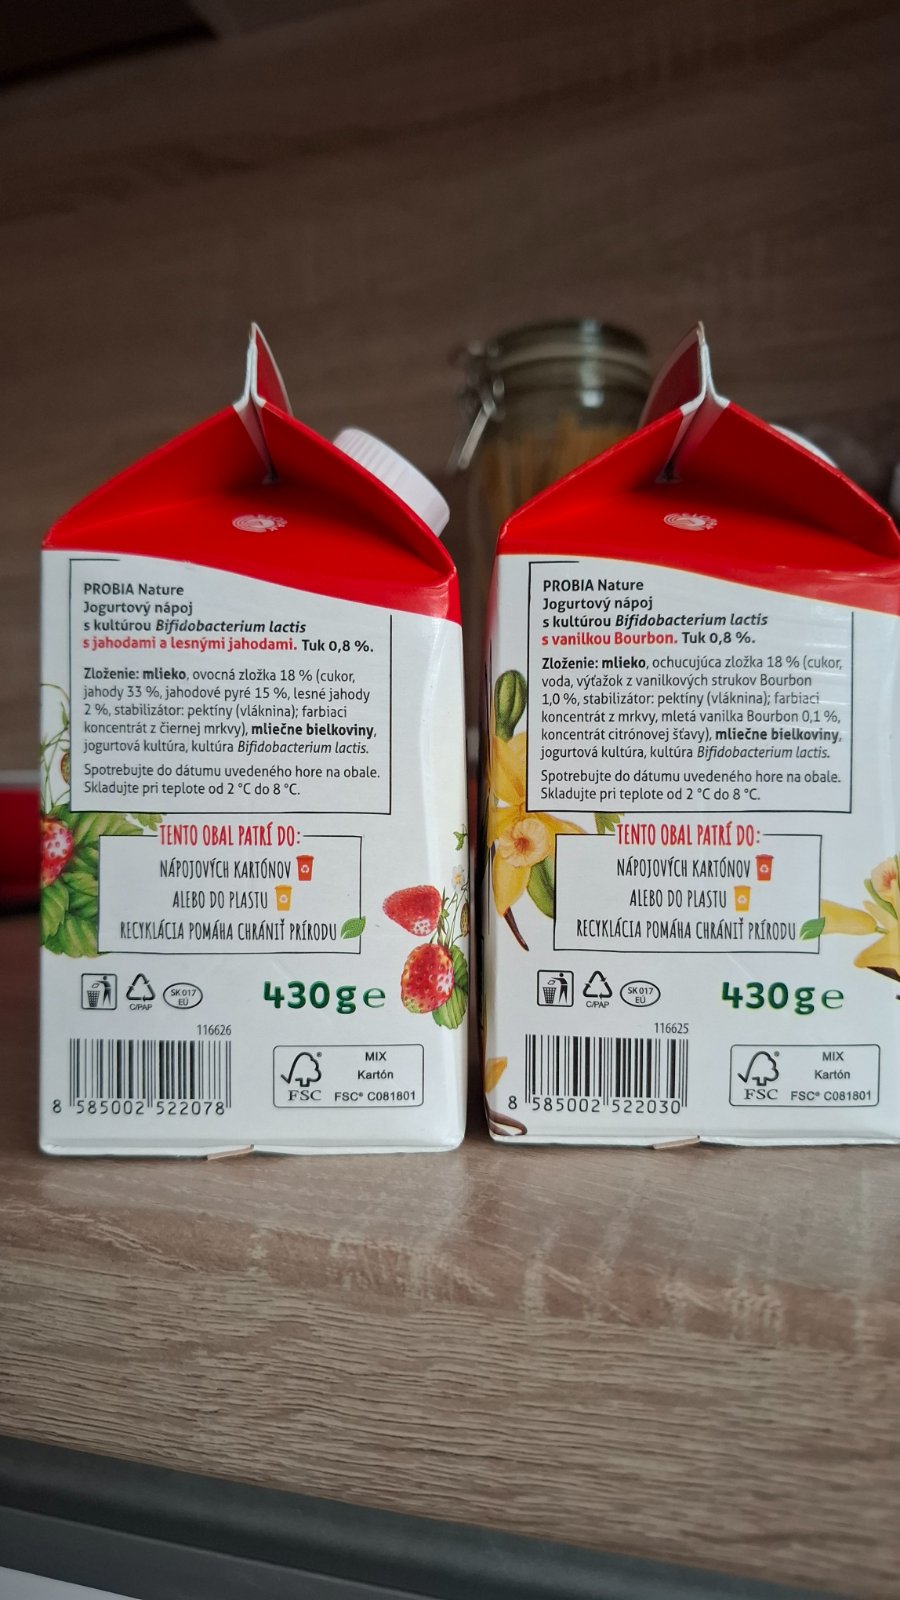 PROBIA Nature
Jogurtový nápoj
s kultúrou Bifidobacterium lactis
s jahodami a lesnými jahodami. Tuk 0,8 %.
Zloženie: mlieko, ovocná zložka 18 % (cukor,
jahody 33 %, jahodové pyré 15 %, lesné jahody
2 %, stabilizátor: pektíny (vláknina); farbiaci
koncentrát z čiernej mrkvy), mliečne bielkoviny,
jogurtová kultúra, kultúra Bifidobacterium lactis.
Spotrebujte do dátumu uvedeného hore na obale.
Skladujte pri teplote od 2 °C do 8 °C.
TENTO OBAL PATRÍ DO:
NÁPOJOVÝCH KARTÓNOV
ALEBO DO PLASTU
RECYKLÁCIA POMÁHA CHRÁNIŤ PRÍRODU
C/PAP
SK 017
EÚ
430 g e
116626
8 585002 522078
FSC®
MIX
Kartón
FSC® C081801
PROBIA Nature
Jogurtový nápoj
s kultúrou Bifidobacterium lactis
s vanilkou Bourbon. Tuk 0,8 %.
Zloženie: mlieko, ochucujúca zložka 18 % (cukor,
voda, výťažok z vanilkových strukov Bourbon
1,0 %, stabilizátor: pektíny (vláknina); farbiaci
koncentrát z mrkvy, mletá vanilka Bourbon 0,1 %,
koncentrát citrónovej šťavy), mliečne bielkoviny,
jogurtová kultúra, kultúra Bifidobacterium lactis.
Spotrebujte do dátumu uvedeného hore na obale.
Skladujte pri teplote od 2 °C do 8 °C.
TENTO OBAL PATRÍ DO:
NÁPOJOVÝCH KARTÓNOV
ALEBO DO PLASTU
RECYKLÁCIA POMÁHA CHRÁNIŤ PRÍRODU
C/PAP
SK 017
EÚ
430 g e
116625
8 585002 522030
FSC®
MIX
Kartón
FSC® C081801